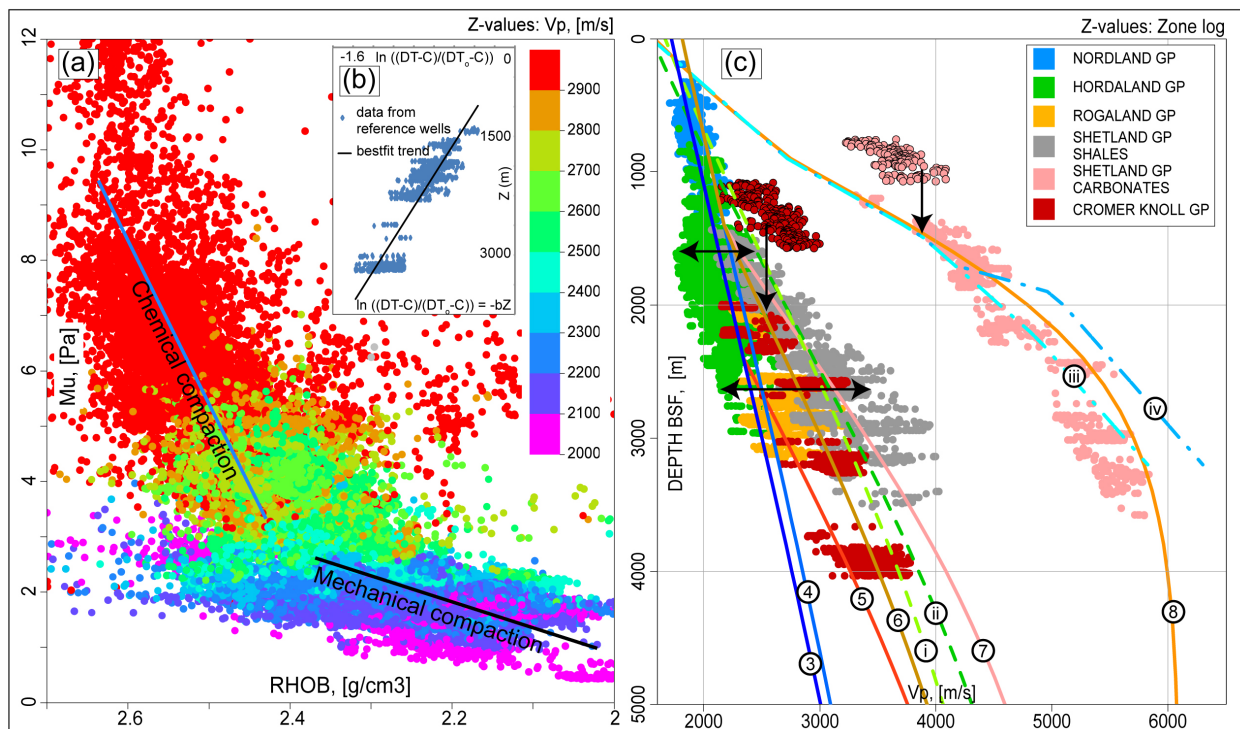 Z-values: Vp, [m/s]
(a)
12
10
8
6
4
2
0
Mu, [Pa]
2.6
2.4
2.2
2
RHOB, [g/cm3]
Chemical compaction
Mechanical compaction
-1.6 ln ((DT-C)/(DTₒ-C)) 0
(b)
data from
reference wells
bestfit trend
1500
Z (m)
3000
ln ((DT-C)/(DTₒ-C)) = -bZ
2900
2800
2700
2600
2500
2400
2300
2200
2100
2000
Z-values: Zone log
(c)
NORDLAND GP
HORDALAND GP
ROGALAND GP
SHETLAND GP
SHALES
SHETLAND GP
CARBONATES
CROMER KNOLL GP
0
1000
2000
3000
4000
5000
DEPTH BSF, [m]
iii
iv
3
4
5
6
i
ii
7
8
Vp, [m/s]
2000
3000
4000
5000
6000